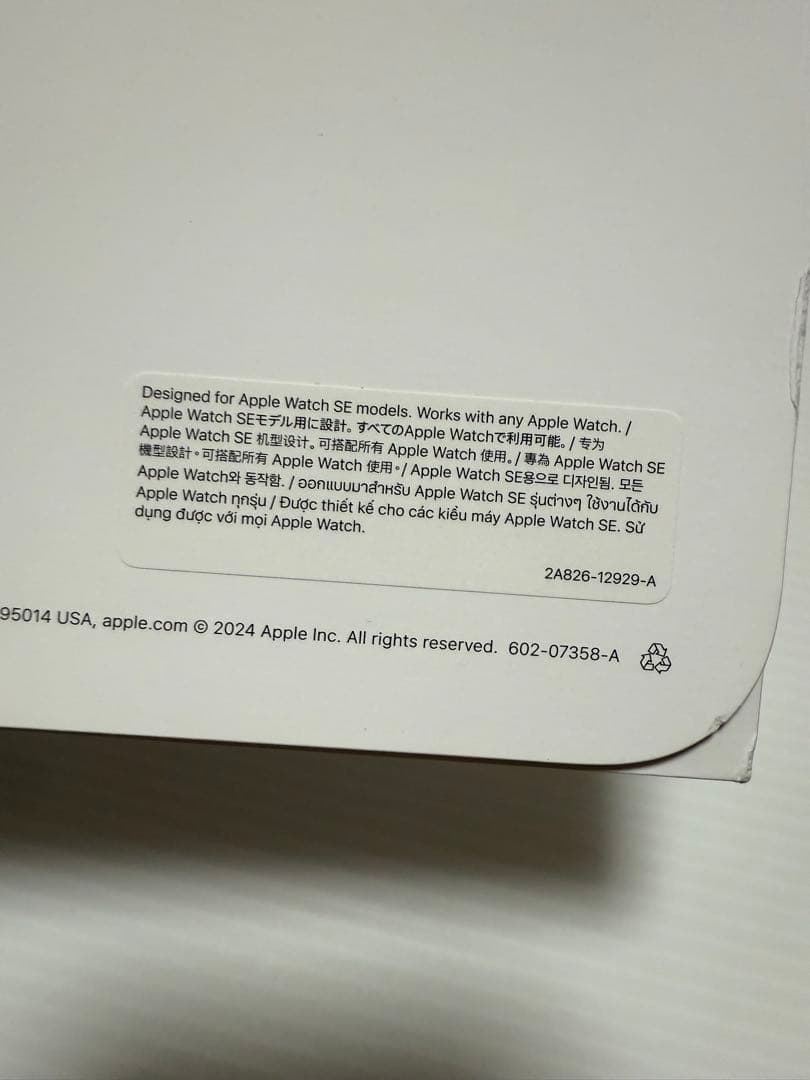 Designed for Apple Watch SE models. Works with any Apple Watch. /
Apple Watch SEモデル用に設計。すべてのApple Watchで利用可能。/ 专为
Apple Watch SE 机型设计。可搭配所有 Apple Watch 使用。/ 專為 Apple Watch SE
機型設計。可搭配所有 Apple Watch 使用。/ Apple Watch SE용으로 디자인됨. 모든
Apple Watch와 동작함. / ออกแบบมาสำหรับ Apple Watch SE รุ่นต่างๆ ใช้งานได้กับ
Apple Watch ทุกรุ่น / Được thiết kế cho các kiểu máy Apple Watch SE. Sử
dụng được với mọi Apple Watch.
2A826-12929-A
95014 USA, apple.com © 2024 Apple Inc. All rights reserved. 602-07358-A